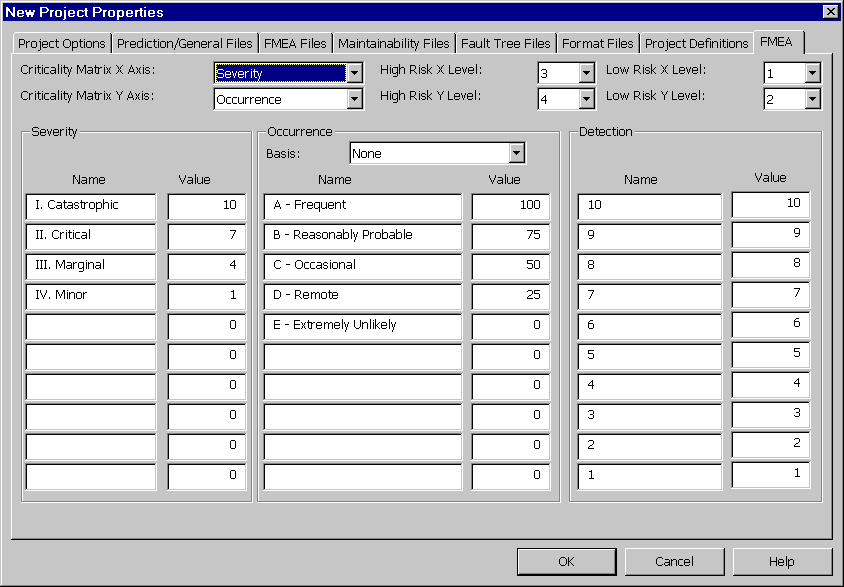 New Project Properties
Project Options Prediction/General Files FMEA Files Maintainability Files Fault Tree Files Format Files Project Definitions FMEA
Criticality Matrix X Axis: Severity High Risk X Level: 3 Low Risk X Level: 1
Criticality Matrix Y Axis: Occurrence High Risk Y Level: 4 Low Risk Y Level: 2
Severity Occurrence Detection
Basis: None
Name Value Name Value Name Value
I. Catastrophic 10 A - Frequent 100 10 10
II. Critical 7 B - Reasonably Probable 75 9 9
III. Marginal 4 C - Occasional 50 8 8
IV. Minor 1 D - Remote 25 7 7
0 E - Extremely Unlikely 0 6 6
0 0 5 5
0 0 4 4
0 0 3 3
0 0 2 2
0 0 1 1
OK Cancel Help